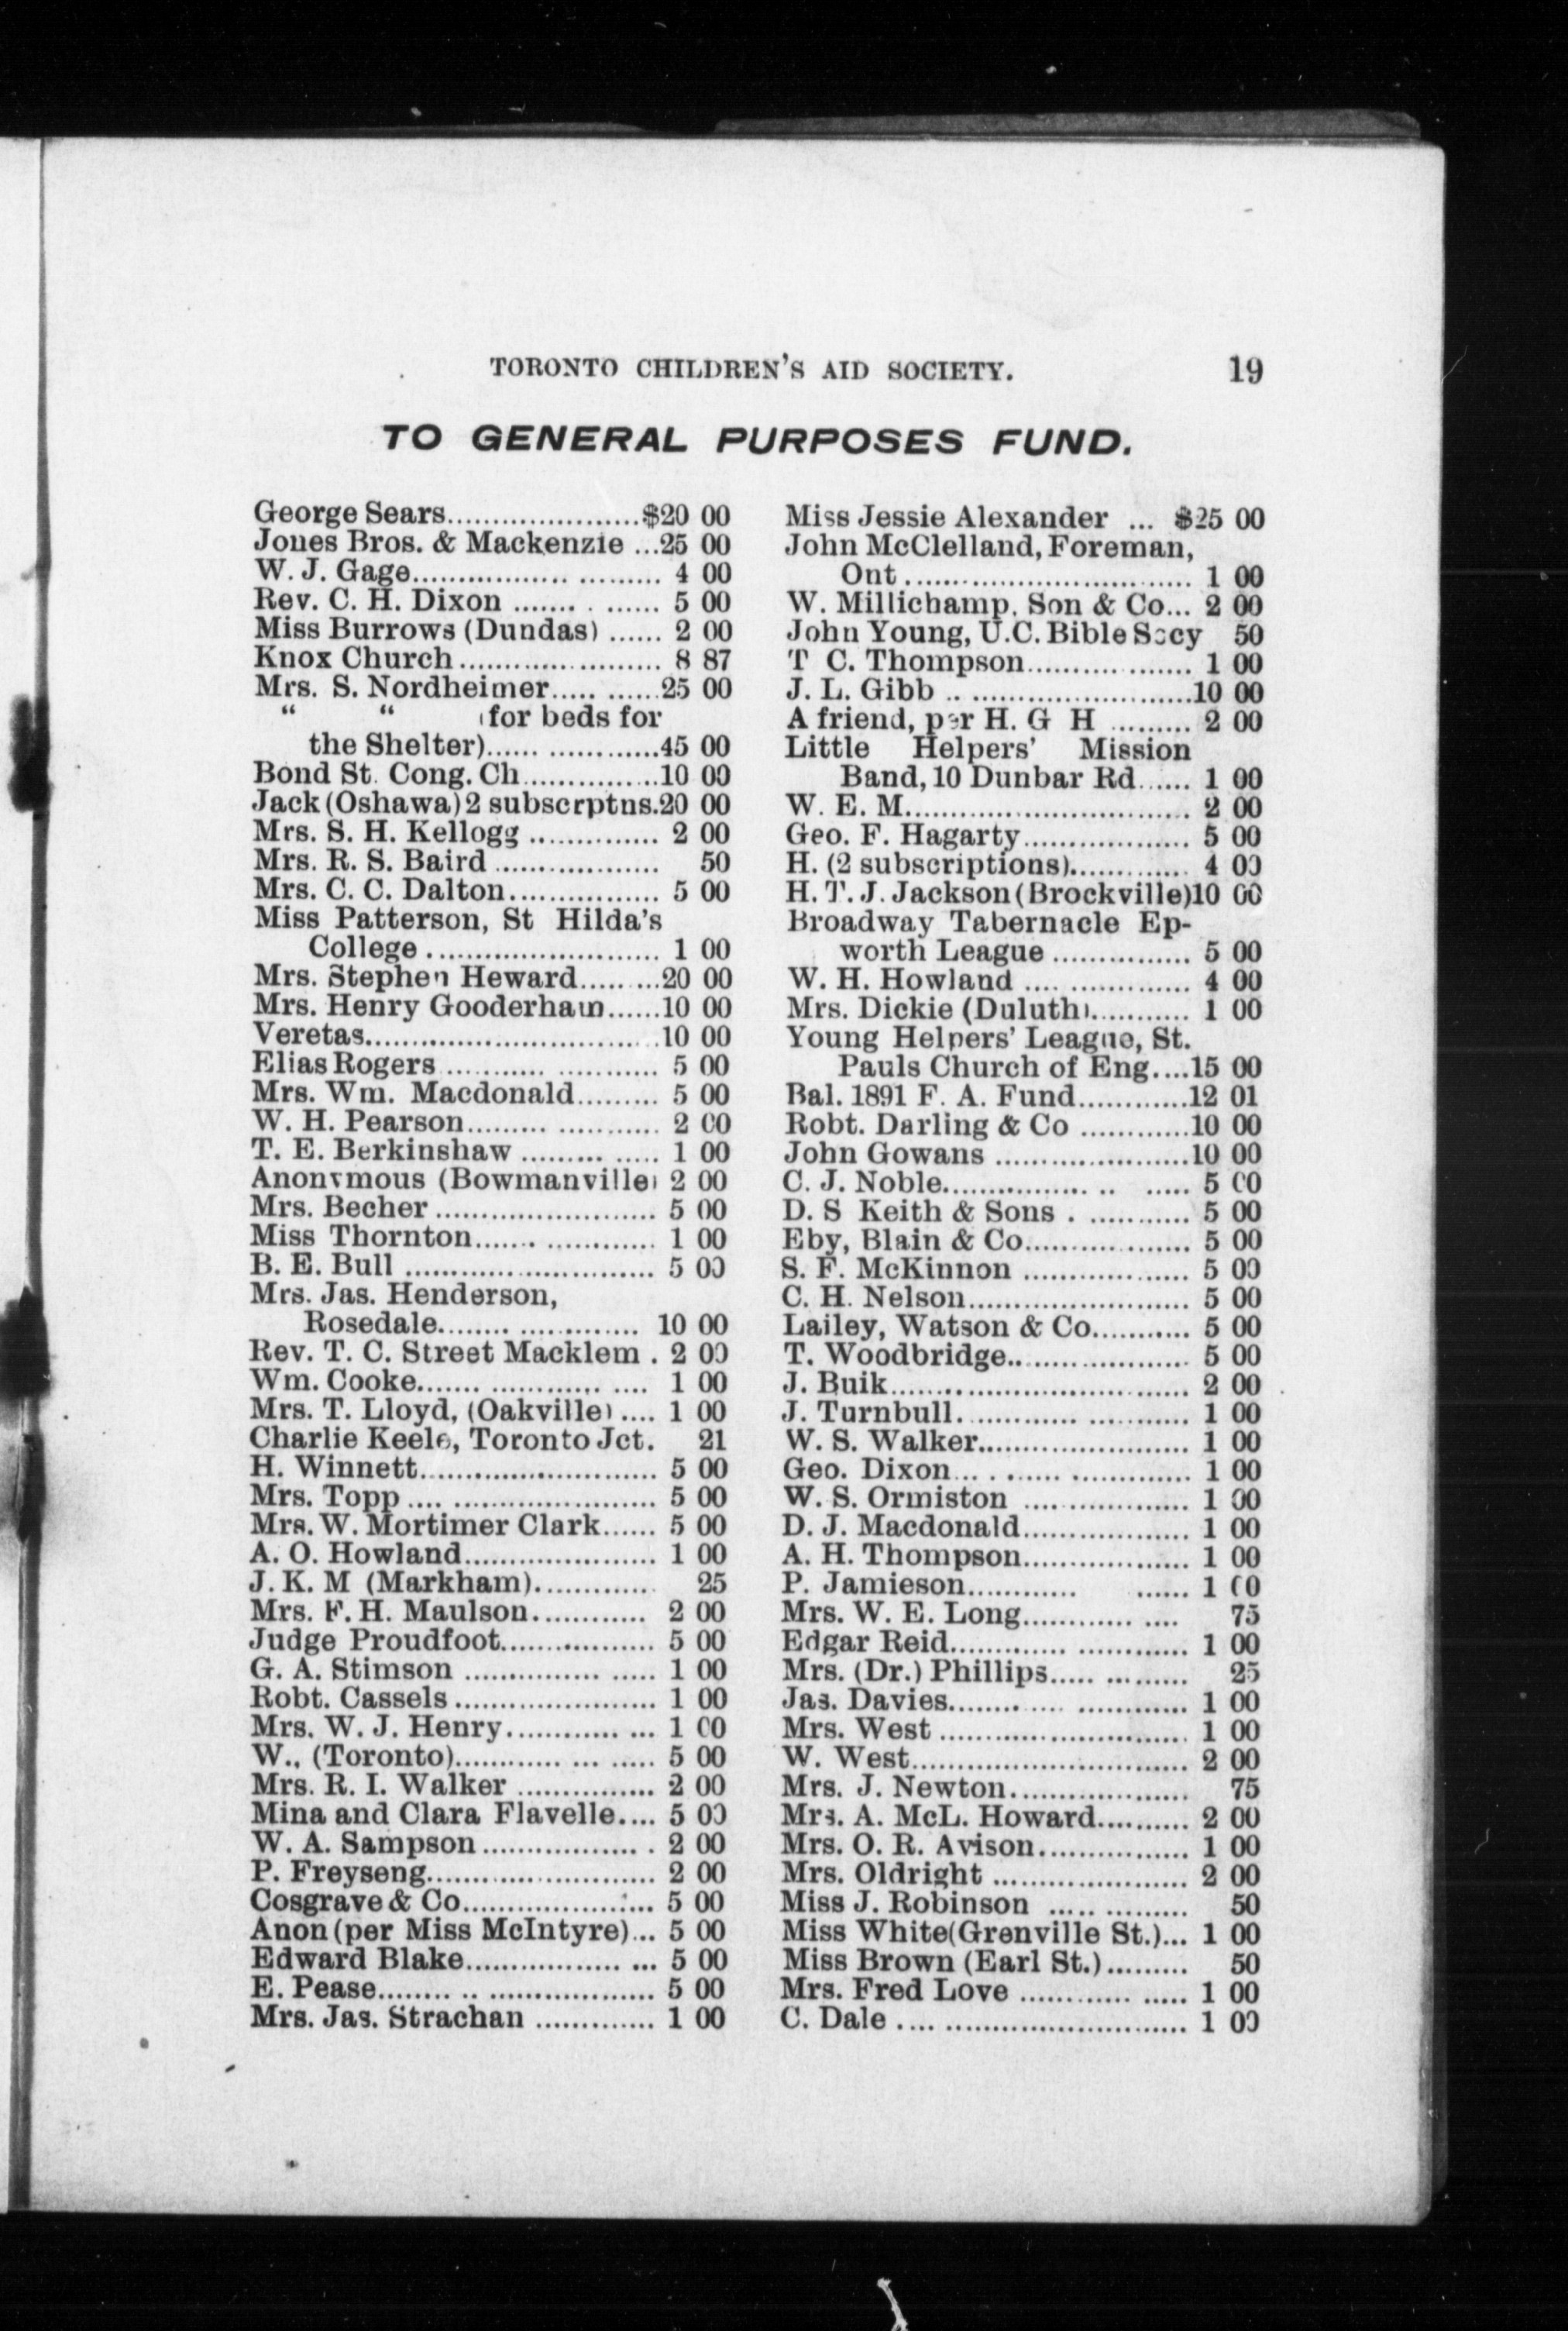 TORONTO CHILDREN'S AID SOCIETY. 19
TO GENERAL PURPOSES FUND.
George Sears......................$20 00
Jones Bros. & Mackenzie ...25 00
W. J. Gage........................... 4 00
Rev. C. H. Dixon ............... 5 00
Miss Burrows (Dundas) ...... 2 00
Knox Church ...................... 8 87
Mrs. S. Nordheimer............25 00
" " (for beds for
the Shelter)...................45 00
Bond St. Cong. Ch...............10 00
Jack (Oshawa) 2 subscrptns.20 00
Mrs. S. H. Kellogg .............. 2 00
Mrs. R. S. Baird .................. 50
Mrs. C. C. Dalton................. 5 00
Miss Patterson, St Hilda's
College .......................... 1 00
Mrs. Stephen Heward.........20 00
Mrs. Henry Gooderham......10 00
Veretas................................10 00
Elias Rogers ........................ 5 00
Mrs. Wm. Macdonald......... 5 00
W. H. Pearson..................... 2 00
T. E. Berkinshaw ............... 1 00
Anonymous (Bowmanville) 2 00
Mrs. Becher ........................ 5 00
Miss Thornton.................... 1 00
B. E. Bull ........................... 5 00
Mrs. Jas. Henderson,
Rosedale...................... 10 00
Rev. T. C. Street Macklem . 2 00
Wm. Cooke......................... 1 00
Mrs. T. Lloyd, (Oakville) .... 1 00
Charlie Keele, Toronto Jct. 21
H. Winnett.......................... 5 00
Mrs. Topp .......................... 5 00
Mrs. W. Mortimer Clark...... 5 00
A. O. Howland..................... 1 00
J. K. M (Markham)............. 25
Mrs. F. H. Maulson............. 2 00
Judge Proudfoot................. 5 00
G. A. Stimson .................... 1 00
Robt. Cassels ...................... 1 00
Mrs. W. J. Henry................ 1 00
W., (Toronto)..................... 5 00
Mrs. R. I. Walker ............... 2 00
Mina and Clara Flavelle.... 5 00
W. A. Sampson ................... 2 00
P. Freyseng......................... 2 00
Cosgrave & Co..................... 5 00
Anon (per Miss McIntyre)... 5 00
Edward Blake.................... 5 00
E. Pease............................. 5 00
Mrs. Jas. Strachan ............. 1 00
Miss Jessie Alexander ... $25 00
John McClelland, Foreman,
Ont ................................ 1 00
W. Millichamp, Son & Co... 2 00
John Young, U.C. Bible Socy 50
T C. Thompson.................. 1 00
J. L. Gibb ..........................10 00
A friend, per H. G H ......... 2 00
Little Helpers' Mission
Band, 10 Dunbar Rd...... 1 00
W. E. M............................... 2 00
Geo. F. Hagarty................... 5 00
H. (2 subscriptions)............. 4 00
H. T. J. Jackson (Brockville)10 00
Broadway Tabernacle Ep-
worth League ............... 5 00
W. H. Howland .................. 4 00
Mrs. Dickie (Duluth)........... 1 00
Young Helpers' League, St.
Pauls Church of Eng....15 00
Bal. 1891 F. A. Fund............12 01
Robt. Darling & Co ............10 00
John Gowans .....................10 00
C. J. Noble......................... 5 00
D. S Keith & Sons . ........... 5 00
Eby, Blain & Co.................. 5 00
S. F. McKinnon .................. 5 00
C. H. Nelson........................ 5 00
Lailey, Watson & Co........... 5 00
T. Woodbridge.................... 5 00
J. Buik................................. 2 00
J. Turnbull......................... 1 00
W. S. Walker....................... 1 00
Geo. Dixon.......................... 1 00
W. S. Ormiston .................. 1 00
D. J. Macdonald.................. 1 00
A. H. Thompson.................. 1 00
P. Jamieson............ ...... 1 00
Mrs. W. E. Long................ 75
Edgar Reid.......................... 1 00
Mrs. (Dr.) Phillips.............. 25
Jas. Davies.......................... 1 00
Mrs. West ........................... 1 00
W. West.............................. 2 00
Mrs. J. Newton.................... 75
Mrs. A. McL. Howard.......... 2 00
Mrs. O. R. Avison................ 1 00
Mrs. Oldright ..................... 2 00
Miss J. Robinson ............... 50
Miss White(Grenville St.)... 1 00
Miss Brown (Earl St.)......... 50
Mrs. Fred Love .................. 1 00
C. Dale ............................... 1 00